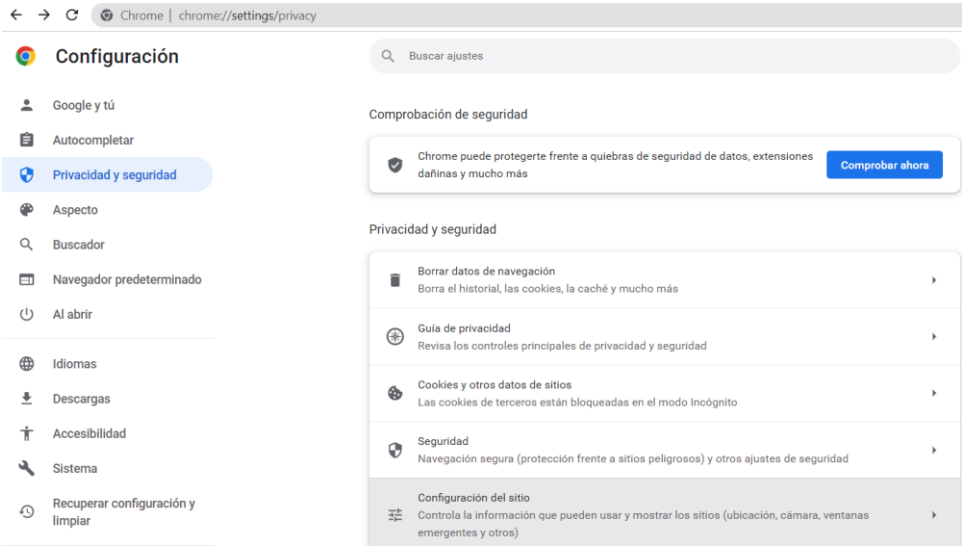 Chrome | chrome://settings/privacy
Configuración
Buscar ajustes
Google y tú
Autocompletar
Privacidad y seguridad
Aspecto
Buscador
Navegador predeterminado
Al abrir
Idiomas
Descargas
Accesibilidad
Sistema
Recuperar configuración y
limpiar
Comprobación de seguridad
Chrome puede protegerte frente a quiebras de seguridad de datos, extensiones
dañinas y mucho más
Comprobar ahora
Privacidad y seguridad
Borrar datos de navegación
Borra el historial, las cookies, la caché y mucho más
Guía de privacidad
Revisa los controles principales de privacidad y seguridad
Cookies y otros datos de sitios
Las cookies de terceros están bloqueadas en el modo Incógnito
Seguridad
Navegación segura (protección frente a sitios peligrosos) y otros ajustes de seguridad
Configuración del sitio
Controla la información que pueden usar y mostrar los sitios (ubicación, cámara, ventanas
emergentes y otros)